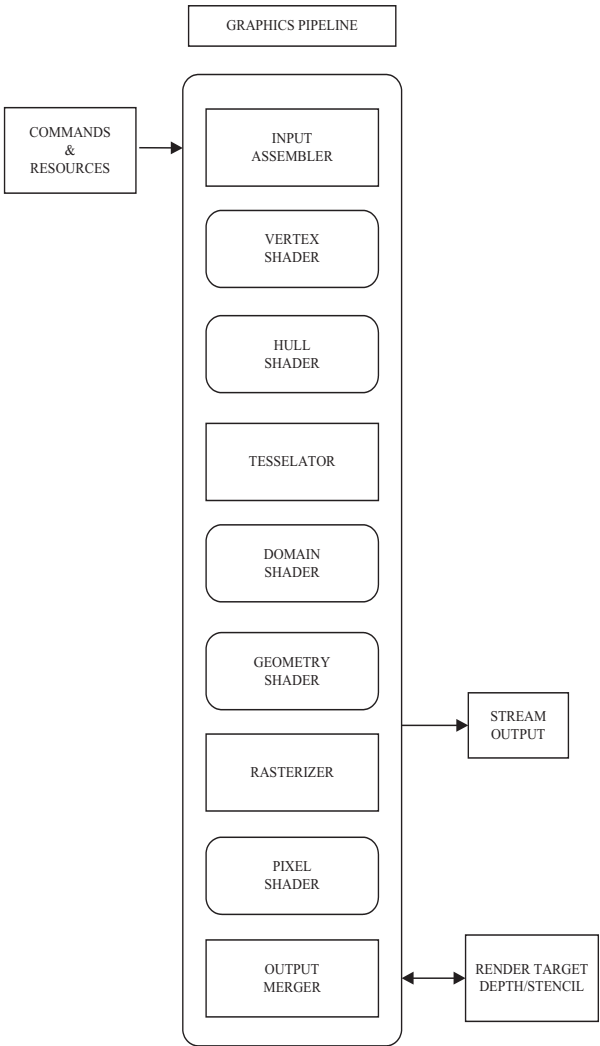 GRAPHICS PIPELINE
COMMANDS
&
RESOURCES
INPUT
ASSEMBLER
VERTEX
SHADER
HULL
SHADER
TESSELATOR
DOMAIN
SHADER
GEOMETRY
SHADER
STREAM
OUTPUT
RASTERIZER
PIXEL
SHADER
OUTPUT
MERGER
RENDER TARGET
DEPTH/STENCIL